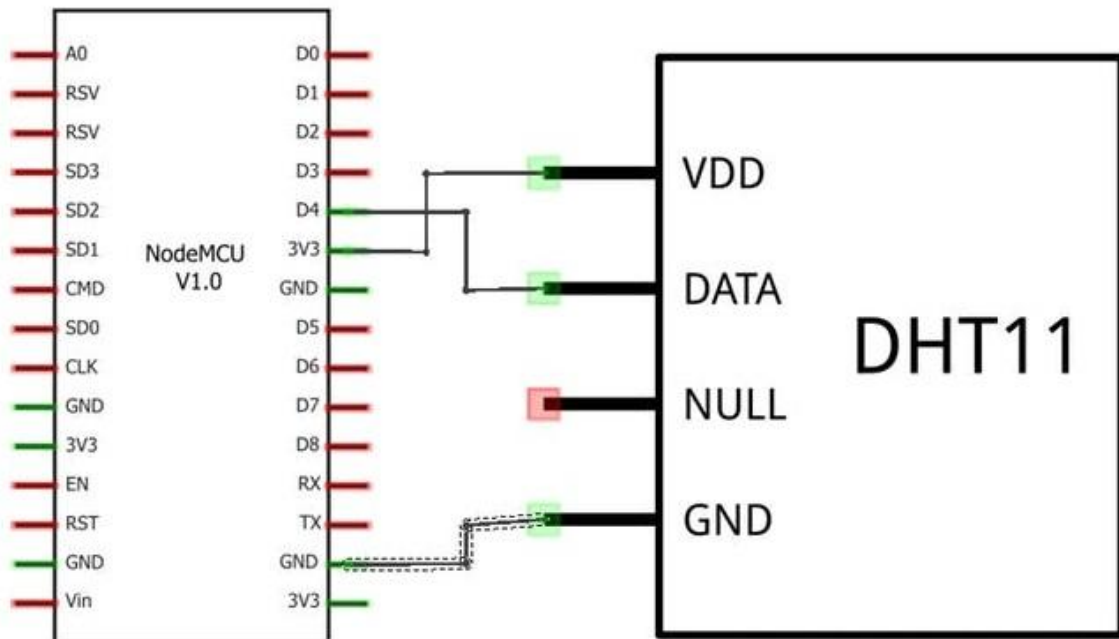 A0
RSV
RSV
SD3
SD2
SD1
CMD
SD0
CLK
GND
3V3
EN
RST
GND
Vin
NodeMCU
V1.0
D0
D1
D2
D3
D4
3V3
GND
D5
D6
D7
D8
RX
TX
GND
3V3
VDD
DATA
NULL
GND
DHT11